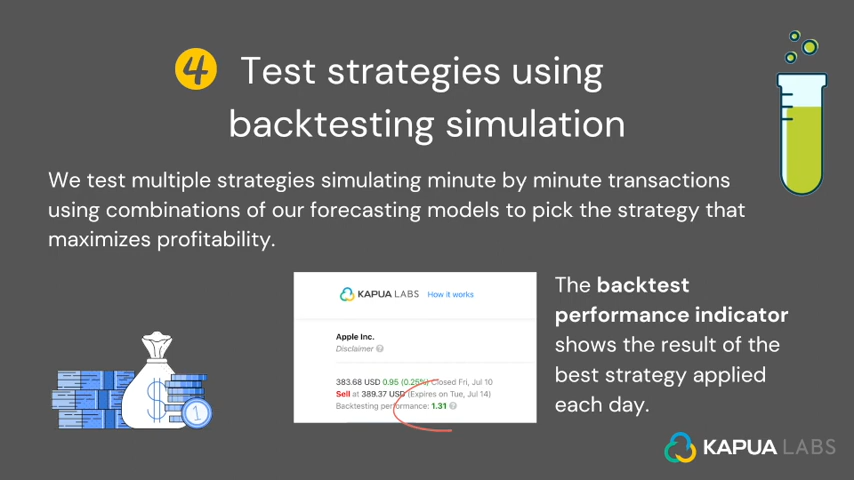 4 Test strategies using
backtesting simulation
We test multiple strategies simulating minute by minute transactions
using combinations of our forecasting models to pick the strategy that
maximizes profitability.
KAPUA LABS How it works
Apple Inc.
Disclaimer ?
383.68 USD 0.95 (0.25%) Closed Fri, Jul 10
Sell at 389.37 USD (Expires on Tue, Jul 14)
Backtesting performance: 1.31 ?
The backtest
performance indicator
shows the result of the
best strategy applied
each day.
$
1
KAPUA LABS